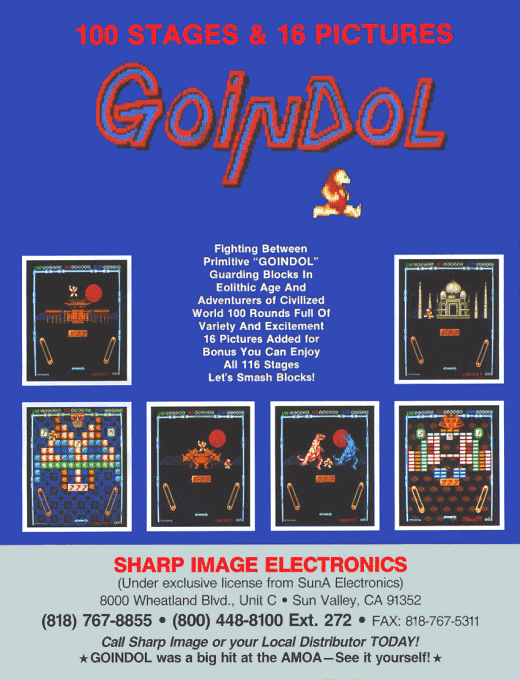 100 STAGES & 16 PICTURES
GOINDOL
Fighting Between
Primitive “GOINDOL”
Guarding Blocks In
Eolithic Age And
Adventurers of Civilized
World 100 Rounds Full Of
Variety And Excitement
16 Pictures Added for
Bonus You Can Enjoy
All 116 Stages
Let's Smash Blocks!
SHARP IMAGE ELECTRONICS
(Under exclusive license from SunA Electronics)
8000 Wheatland Blvd., Unit C • Sun Valley, CA 91352
(818) 767-8855 • (800) 448-8100 Ext. 272 • FAX: 818-767-5311
Call Sharp Image or your Local Distributor TODAY!
★GOINDOL was a big hit at the AMOA—See it yourself!★